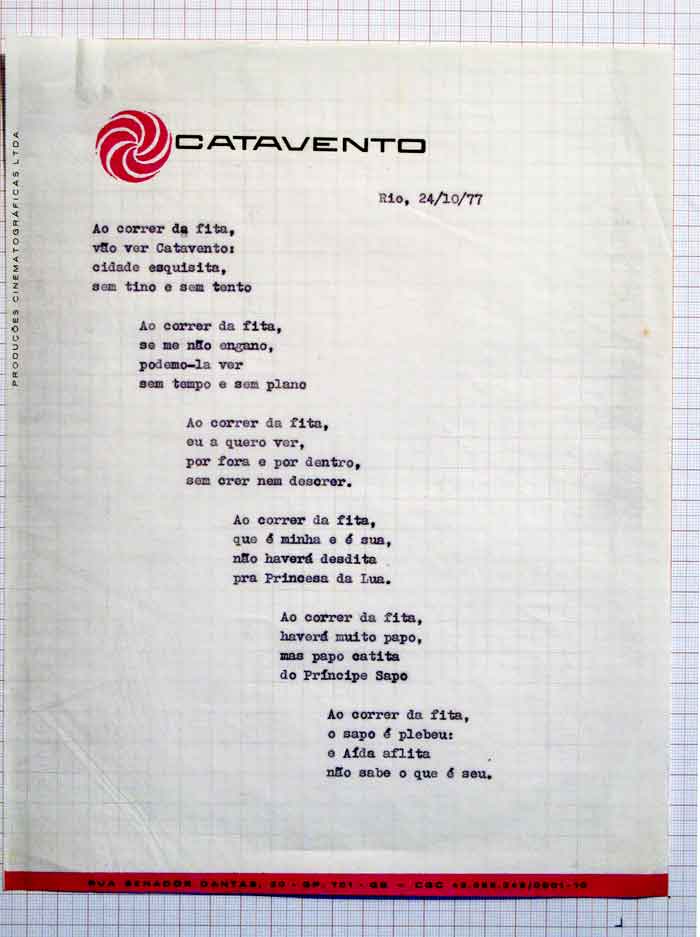 CATAVENTO
PRODUCÕES CINEMATOGRÁFICAS LTDA
Rio, 24/10/77
Ao correr da fita,
vão ver Catavento:
cidade esquisita,
sem tino e sem tento
Ao correr da fita,
se me não engano,
podemo-la ver
sem tempo e sem plano
Ao correr da fita,
eu a quero ver,
por fora e por dentro,
sem crer nem descrer.
Ao correr da fita,
que é minha e é sua,
não haverá desdita
pra Princesa da Lua.
Ao correr da fita,
haverá muito papo,
mas papo catita
do Príncipe Sapo
Ao correr da fita,
o sapo é plebeu:
e Aída aflita
não sabe o que é seu.
RUA SENADOR DANTAS, 20 - GP. 701 - GB - CGC